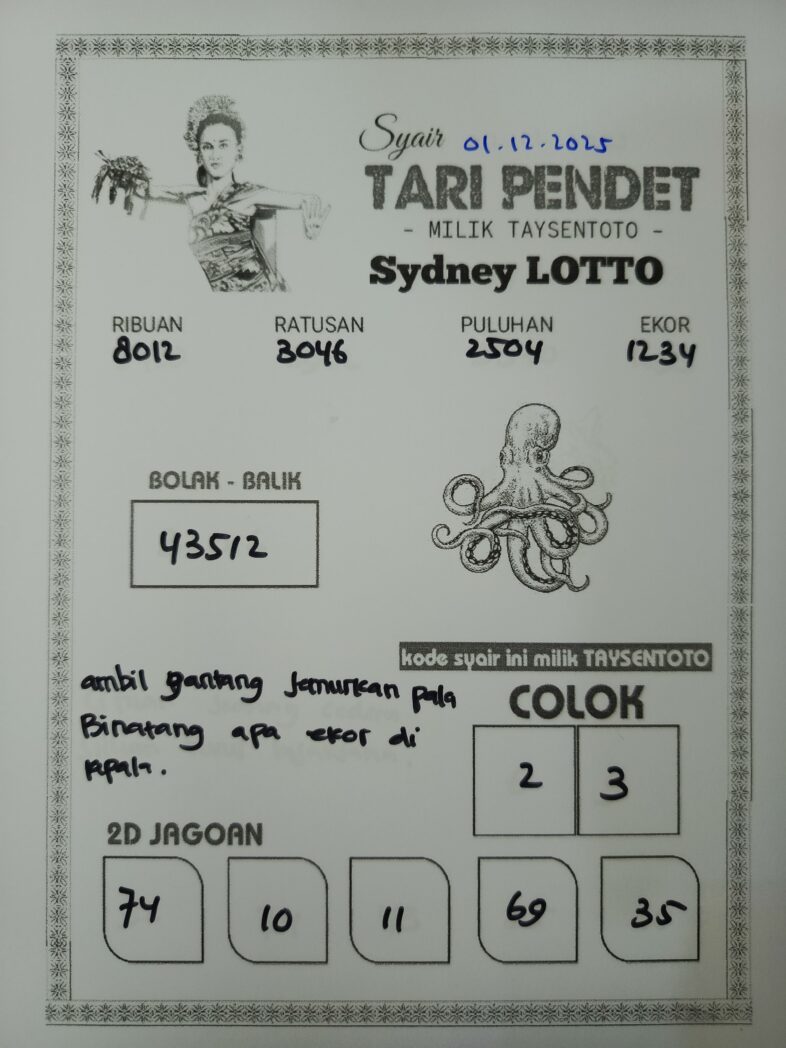 Syair 01.12.2025
TARI PENDET
- MILIK TAYSENTOTO -
Sydney LOTTO
RIBUAN RATUSAN PULUHAN EKOR
8012 3046 2504 1234
BOLAK - BALIK
43512
kode syair ini milik TAYSENTOTO
ambil gantang Jemurkan pala
Binatang apa ekor di
kpala.
COLOK
2 3
2D JAGOAN
74 10 11 69 35